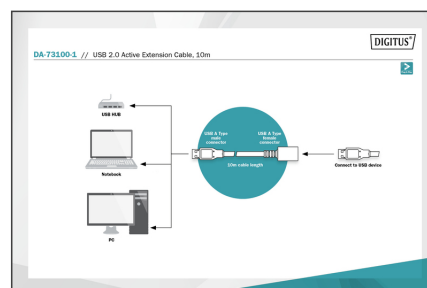 DIGITUS®
DA-73100-1 // USB 2.0 Active Extension Cable, 10m
USB HUB
USB A Type
male
connector
USB A Type
female
connector
10m cable length
Connect to USB device
Notebook
PC